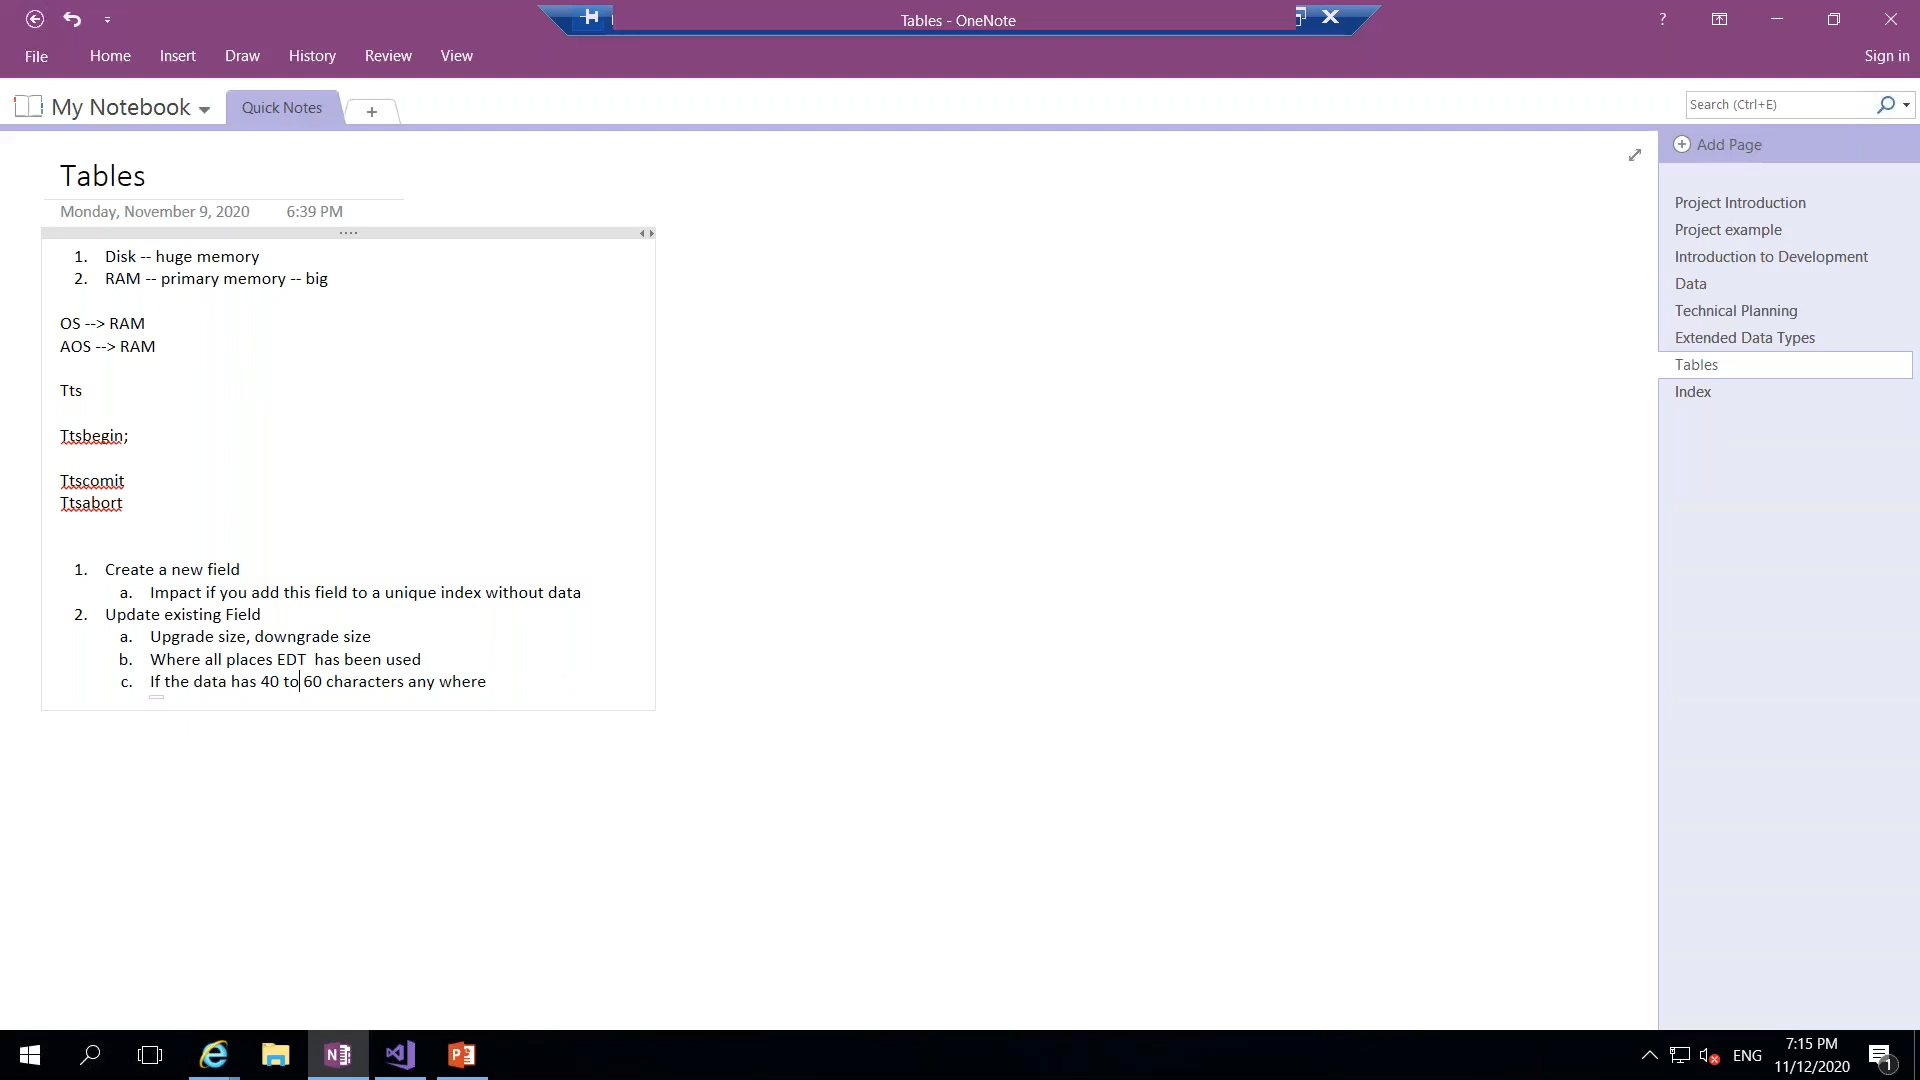 Tables - OneNote
?
File
Home
Insert
Draw
History
Review
View
Sign in
My Notebook
Quick Notes
+
Search (Ctrl+E)
Add Page
Project Introduction
Project example
Introduction to Development
Data
Technical Planning
Extended Data Types
Tables
Index
Tables
Monday, November 9, 2020 6:39 PM
1. Disk -- huge memory
2. RAM -- primary memory -- big
OS --> RAM
AOS --> RAM
Tts
Ttsbegin;
Ttscomit
Ttsabort
1. Create a new field
a. Impact if you add this field to a unique index without data
2. Update existing Field
a. Upgrade size, downgrade size
b. Where all places EDT has been used
c. If the data has 40 to 60 characters any where
ENG
7:15 PM
11/12/2020
1